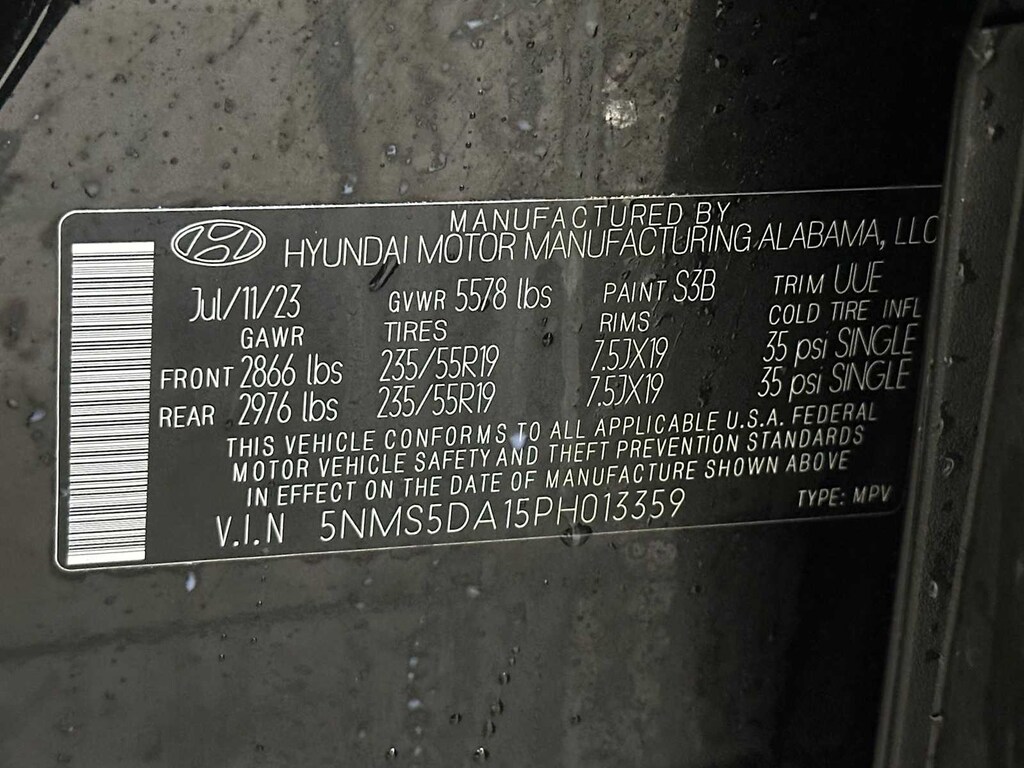 MANUFACTURED BY
HYUNDAI MOTOR MANUFACTURING ALABAMA, LLC
Jul/11/23 GVWR 5578 lbs PAINT S3B TRIM UUE
GAWR TIRES RIMS COLD TIRE INFL
FRONT 2866 lbs 235/55R19 7.5JX19 35 psi SINGLE
REAR 2976 lbs 235/55R19 7.5JX19 35 psi SINGLE
THIS VEHICLE CONFORMS TO ALL APPLICABLE U.S.A. FEDERAL
MOTOR VEHICLE SAFETY AND THEFT PREVENTION STANDARDS
IN EFFECT ON THE DATE OF MANUFACTURE SHOWN ABOVE
V.I.N 5NMS5DA15PH013359 TYPE: MPV